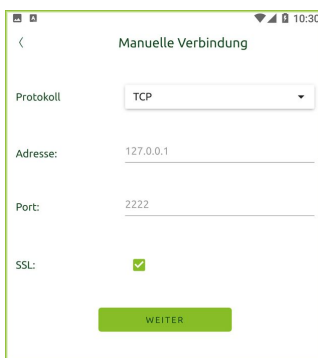 10:30
Manuelle Verbindung
Protokoll TCP
Adresse: 127.0.0.1
Port: 2222
SSL:
WEITER